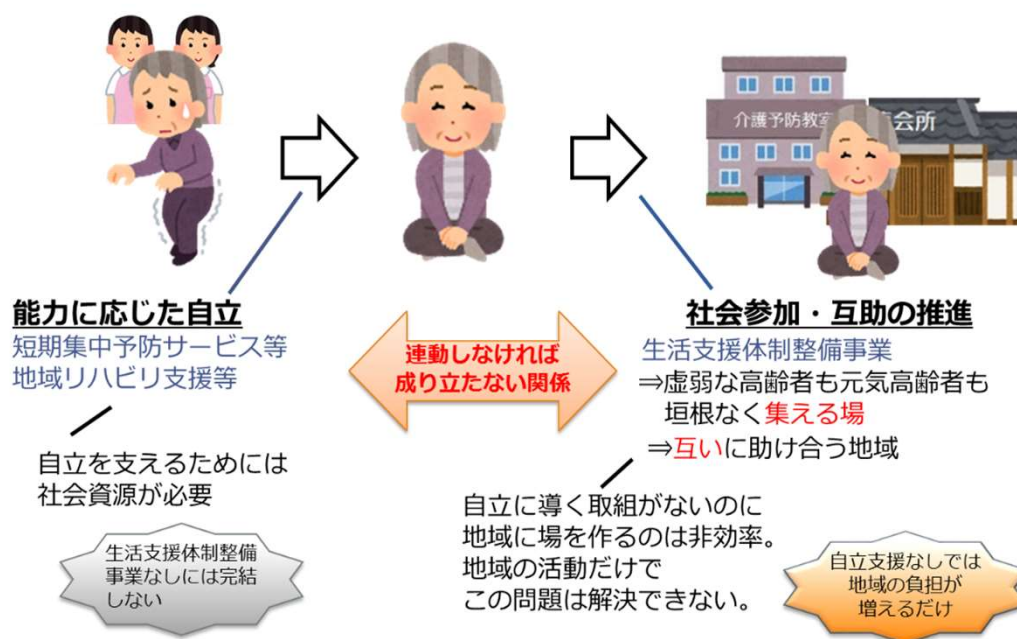 介護予防教室
会所
能力に応じた自立
短期集中予防サービス等
地域リハビリ支援等
自立を支えるためには
社会資源が必要
生活支援体制整備
事業なしには完結
しない
連動しなければ
成り立たない関係
社会参加・互助の推進
生活支援体制整備事業
⇒虚弱な高齢者も元気高齢者も
垣根なく集える場
⇒互いに助け合う地域
自立に導く取組がないのに
地域に場を作るのは非効率。
地域の活動だけで
この問題は解決できない。
自立支援なしでは
地域の負担が
増えるだけ